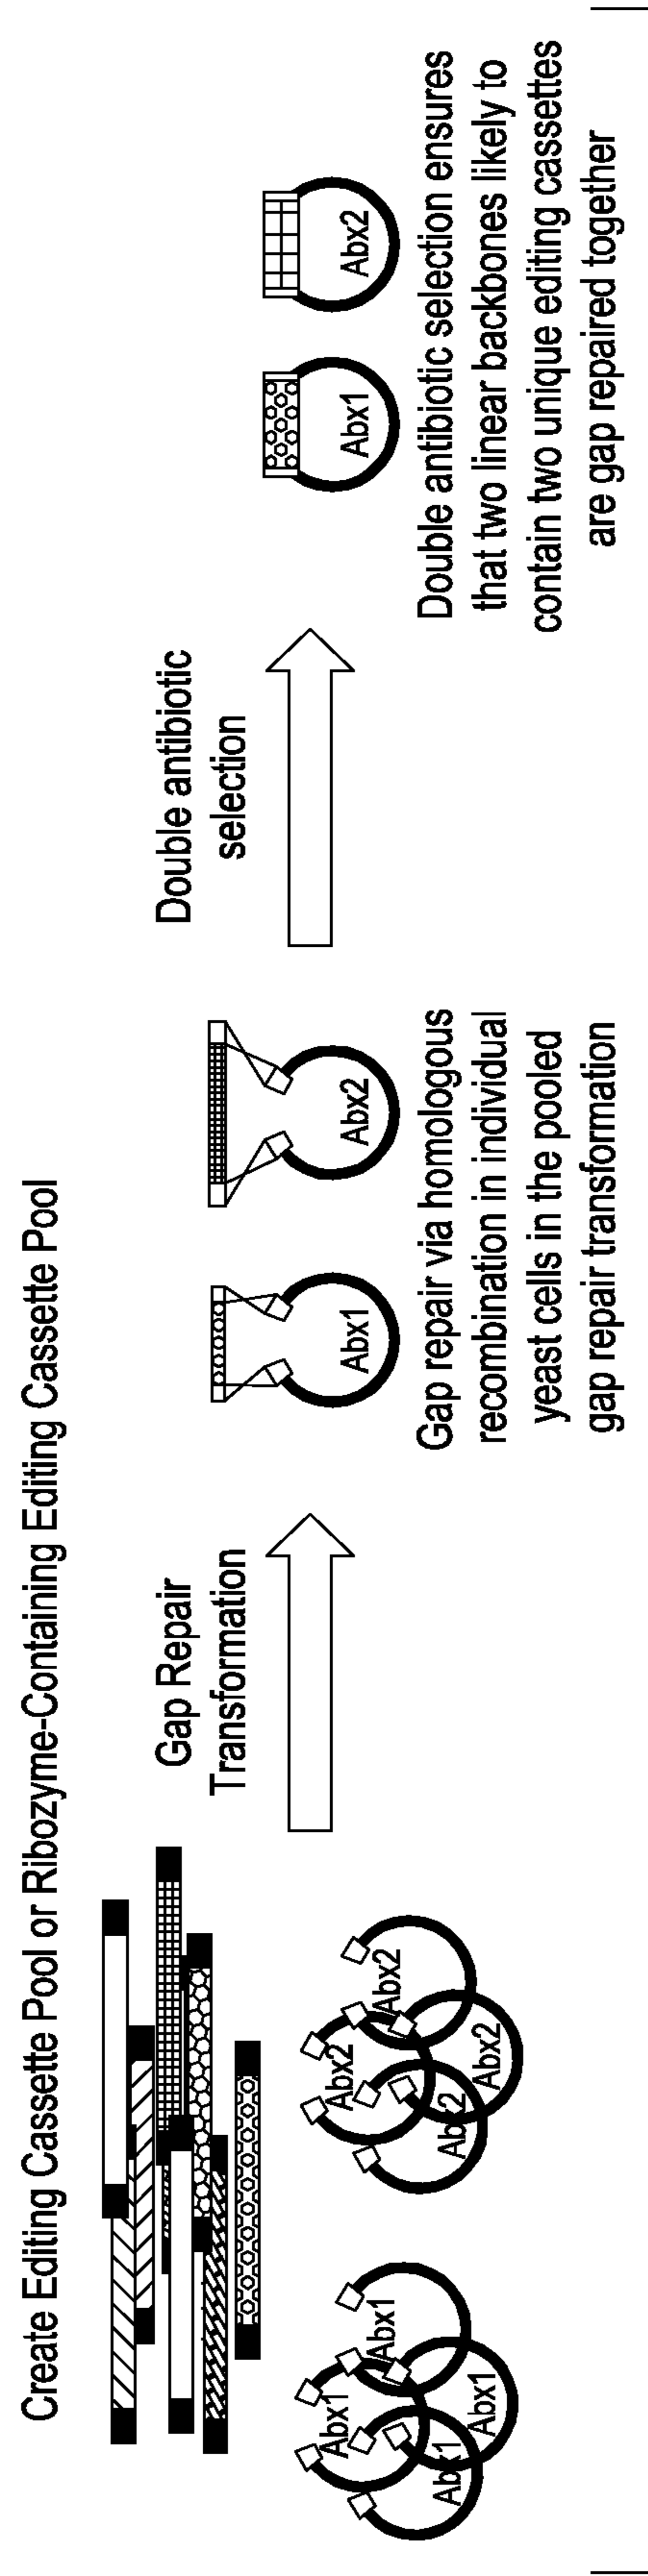 Create Editing Cassette Pool or Ribozyme-Containing Editing Cassette Pool
Abx1
Abx1
Abx1
Abx1
Abx2
Abx2
Abx2
Abx2
Gap Repair
Transformation
Abx1
Abx2
Gap repair via homologous
recombination in individual
yeast cells in the pooled
gap repair transformation
Double antibiotic
selection
Abx1
Abx2
Double antibiotic selection ensures
that two linear backbones likely to
contain two unique editing cassettes
are gap repaired together